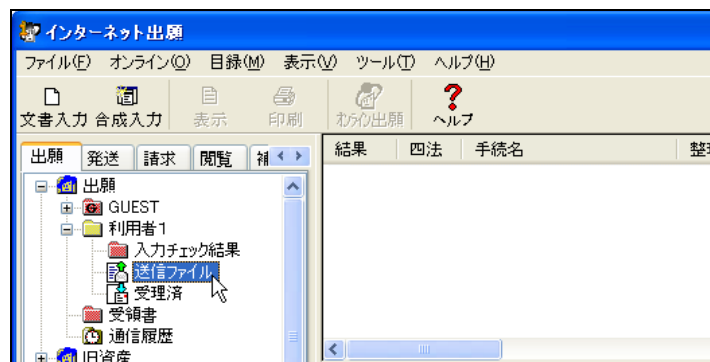 インターネット出願
ファイル(F) オンライン(O) 目録(M) 表示(V) ツール(T) ヘルプ(H)
文書入力 合成入力 表示 印刷 オンライン出願 ヘルプ
出願 発送 請求 閲覧
結果 四法 手続名
出願
GUEST
利用者1
入力チェック結果
送信ファイル
受理済
受領書
通信履歴
旧資産